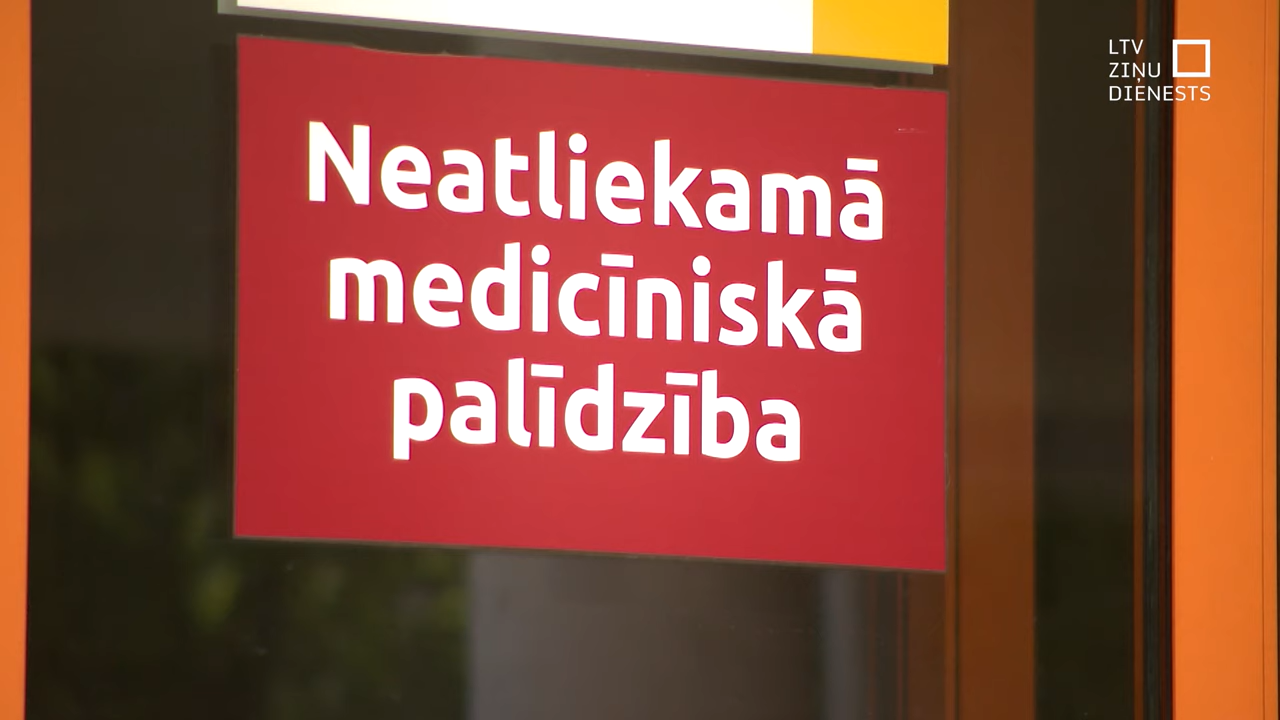 LTV
ZIŅU
DIENESTS
Neatliekamā
medicīniskā
palīdzība